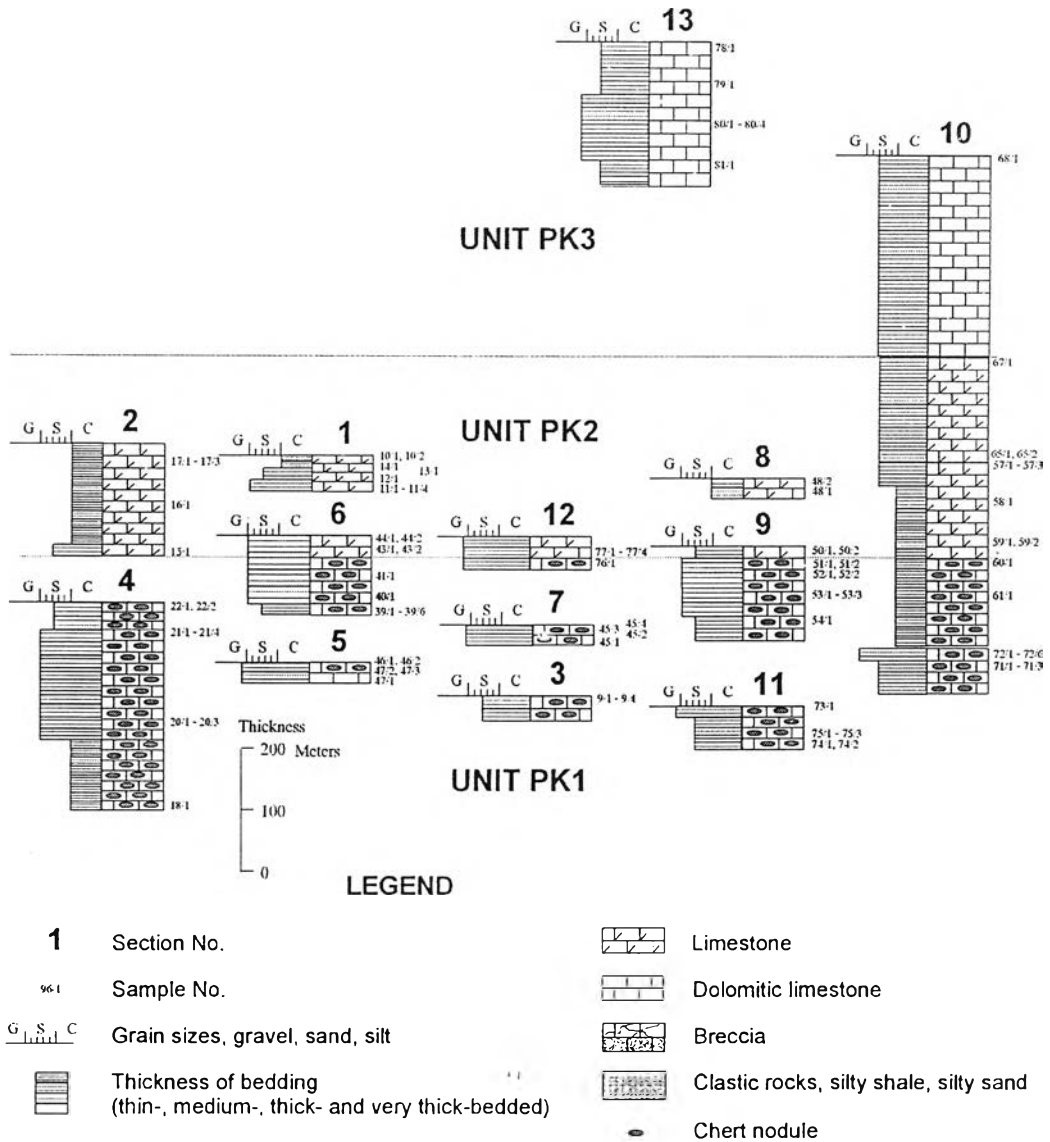 13
G S C
78/1
79/1
80/1 - 80/4
81/1
10
G S C
68/1
UNIT PK3
67/1
2
G S C
17/1 - 17/3
16/1
15/1
1
G S C
10/1, 10/2
14/1
13/1
12/1
11/1 - 11/4
UNIT PK2
65/1, 65/2
57/1 - 57/3
58/1
59/1, 59/2
60/1
61/1
72/1 - 72/6
71/1 - 71/3
8
G S C
48/2
48/1
6
G S C
44/1, 44/2
43/1, 43/2
41/1
40/1
39/1 - 39/6
12
G S C
77/1 - 77/4
76/1
9
G S C
50/1, 50/2
51/1, 51/2
52/1, 52/2
53/1 - 53/3
54/1
4
G S C
22/1, 22/2
21/1 - 21/4
20/1 - 20/3
18/1
5
G S C
46/1, 46/2
47/2, 47/3
47/1
7
G S C
45/3 45/4
45/2
45/1
3
G S C
9/1 - 9/4
11
G S C
73/1
75/1 - 75/3
74/1, 74/2
Thickness
200 Meters
100
0
UNIT PK1
LEGEND
1 Section No.
96/1 Sample No.
G S C Grain sizes, gravel, sand, silt
Thickness of bedding
(thin-, medium-, thick- and very thick-bedded)
Limestone
Dolomitic limestone
Breccia
Clastic rocks, silty shale, silty sand
Chert nodule